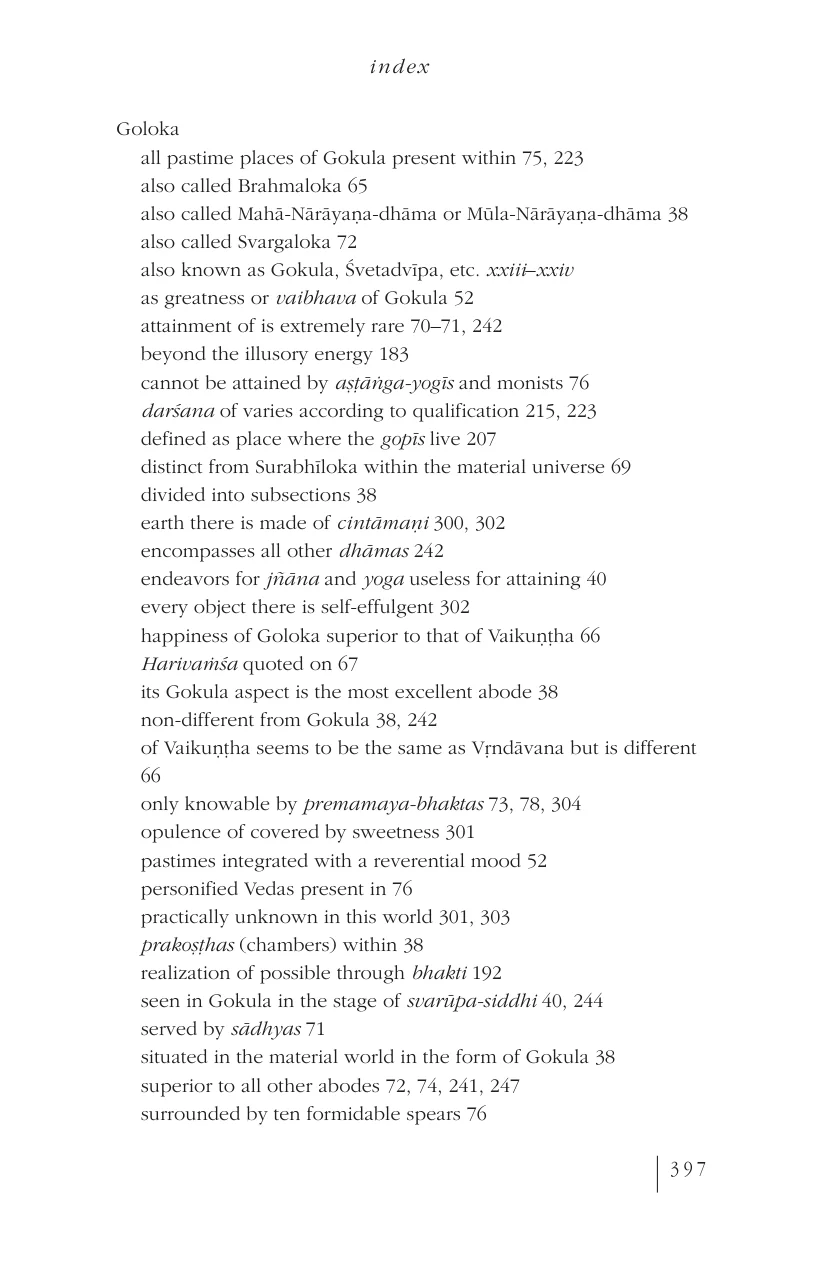 index
Goloka
all pastime places of Gokula present within 75, 223
also called Brahmaloka 65
also called Mahā-Nārāyaṇa-dhāma or Mūla-Nārāyaṇa-dhāma 38
also called Svargaloka 72
also known as Gokula, Śvetadvīpa, etc. xxiii–xxiv
as greatness or vaibhava of Gokula 52
attainment of is extremely rare 70–71, 242
beyond the illusory energy 183
cannot be attained by aṣṭāṅga-yogīs and monists 76
darśana of varies according to qualification 215, 223
defined as place where the gopīs live 207
distinct from Surabhīloka within the material universe 69
divided into subsections 38
earth there is made of cintāmaṇi 300, 302
encompasses all other dhāmas 242
endeavors for jñāna and yoga useless for attaining 40
every object there is self-effulgent 302
happiness of Goloka superior to that of Vaikuṇṭha 66
Harivaṁśa quoted on 67
its Gokula aspect is the most excellent abode 38
non-different from Gokula 38, 242
of Vaikuṇṭha seems to be the same as Vṛndāvana but is different
66
only knowable by premamaya-bhaktas 73, 78, 304
opulence of covered by sweetness 301
pastimes integrated with a reverential mood 52
personified Vedas present in 76
practically unknown in this world 301, 303
prakoṣṭhas (chambers) within 38
realization of possible through bhakti 192
seen in Gokula in the stage of svarūpa-siddhi 40, 244
served by sādhyas 71
situated in the material world in the form of Gokula 38
superior to all other abodes 72, 74, 241, 247
surrounded by ten formidable spears 76
397